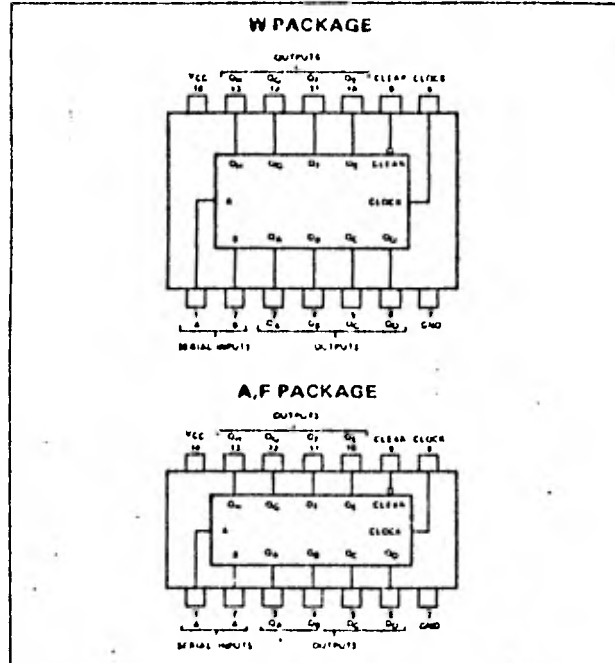 W PACKAGE
OUTPUTS
VCC QH QG QF QE CLEAR CLOCK
14 13 12 11 10 9 8
QH QG QF QE CLEAR
A CLOCK
B QA QB QC QD
1 2 3 4 5 6 7
A B QA QB QC QD GND
SERIAL INPUTS OUTPUTS
A,F PACKAGE
OUTPUTS
VCC QH QG QF QE CLEAR CLOCK
14 13 12 11 10 9 8
QH QG QF QE CLEAR
A CLOCK
B QA QB QC QD
1 2 3 4 5 6 7
A QA QB QC QD GND
SERIAL INPUTS OUTPUTS